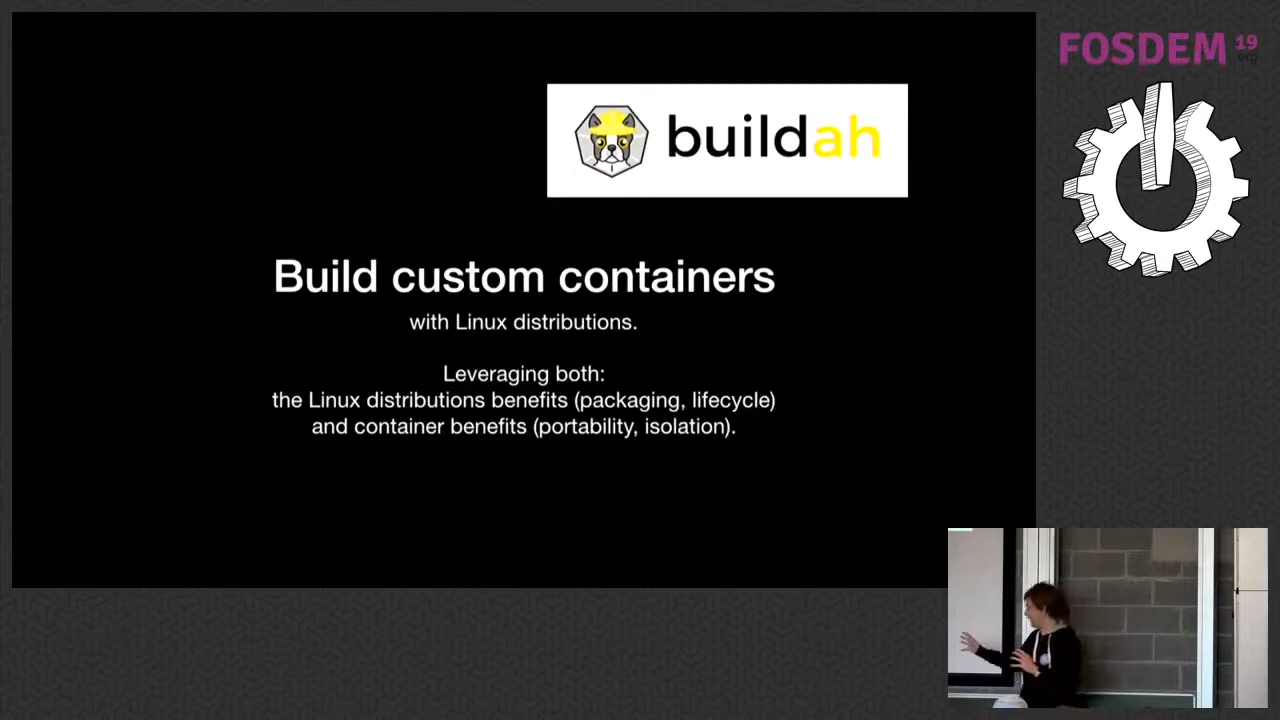 FOSDEM 19
.org
buildah
Build custom containers
with Linux distributions.
Leveraging both:
the Linux distributions benefits (packaging, lifecycle)
and container benefits (portability, isolation).